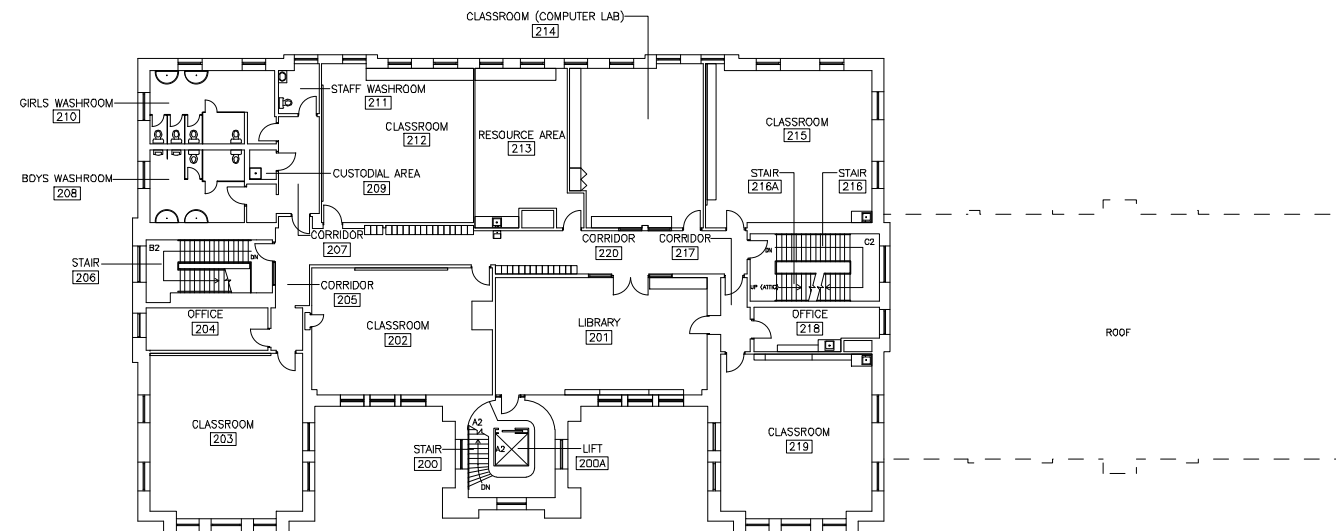 CLASSROOM (COMPUTER LAB)
214
GIRLS WASHROOM
210
STAFF WASHROOM
211
CLASSROOM
212
RESOURCE AREA
213
CLASSROOM
215
BOYS WASHROOM
208
CUSTODIAL AREA
209
STAIR
216A
STAIR
216
CORRIDOR
207
CORRIDOR
220
CORRIDOR
217
B2
DN
STAIR
206
DN
C2
UP (ATTIC)
CORRIDOR
205
OFFICE
204
CLASSROOM
202
LIBRARY
201
OFFICE
218
ROOF
CLASSROOM
203
A2
STAIR
200
A2
LIFT
200A
DN
CLASSROOM
219